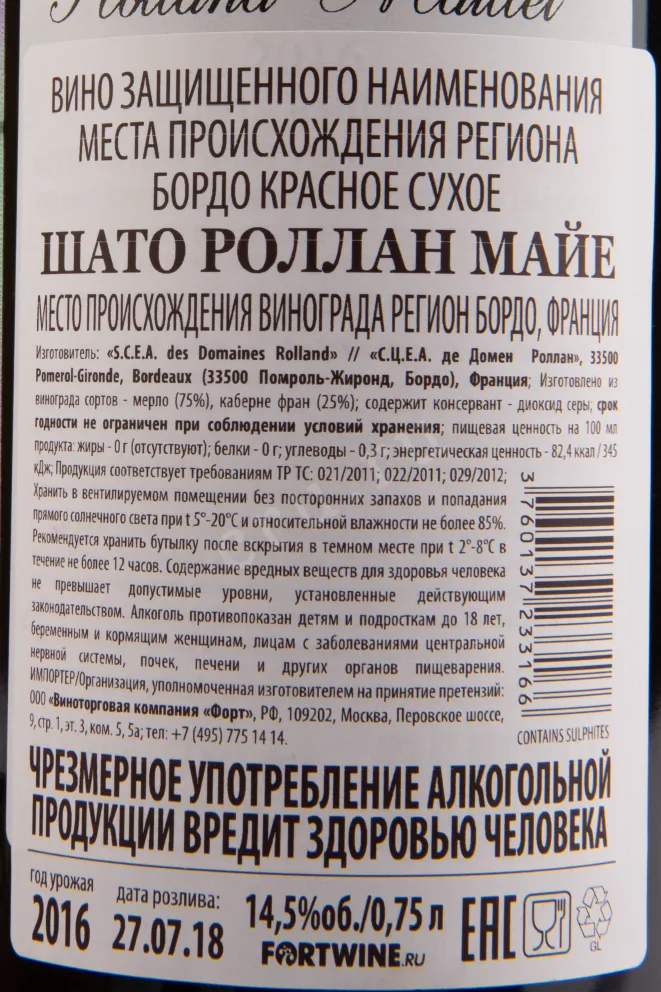 Rolland Maillet
ВИНО ЗАЩИЩЕННОГО НАИМЕНОВАНИЯ
МЕСТА ПРОИСХОЖДЕНИЯ РЕГИОНА
БОРДО КРАСНОЕ СУХОЕ
ШАТО РОЛЛАН МАЙЕ
МЕСТО ПРОИСХОЖДЕНИЯ ВИНОГРАДА РЕГИОН БОРДО, ФРАНЦИЯ
Изготовитель: «S.C.E.A. des Domaines Rolland» // «С.Ц.Е.А. де Домен Роллан», 33500
Pomerol-Gironde, Bordeaux (33500 Помроль-Жиронд, Бордо), Франция; Изготовлено из
винограда сортов - мерло (75%), каберне фран (25%); содержит консервант - диоксид серы; срок
годности не ограничен при соблюдении условий хранения; пищевая ценность на 100 мл
продукта: жиры - 0 г (отсутствуют); белки - 0 г; углеводы - 0,3 г; энергетическая ценность - 82,4 ккал / 345
кДж; Продукция соответствует требованиям ТР ТС: 021/2011; 022/2011; 029/2012;
Хранить в вентилируемом помещении без посторонних запахов и попадания
прямого солнечного света при t 5°-20°C и относительной влажности не более 85%.
Рекомендуется хранить бутылку после вскрытия в темном месте при t 2°-8°C в
течение не более 12 часов. Содержание вредных веществ для здоровья человека
не превышает допустимые уровни, установленные действующим
законодательством. Алкоголь противопоказан детям и подросткам до 18 лет,
беременным и кормящим женщинам, лицам с заболеваниями центральной
нервной системы, почек, печени и других органов пищеварения.
ИМПОРТЕР/Организация, уполномоченная изготовителем на принятие претензий:
ООО «Виноторговая компания «Форт», РФ, 109202, Москва, Перовское шоссе,
9, стр. 1, эт. 3, ком. 5, 5а; тел: +7 (495) 775 14 14.
3 760137 233166
CONTAINS SULPHITES
ЧРЕЗМЕРНОЕ УПОТРЕБЛЕНИЕ АЛКОГОЛЬНОЙ
ПРОДУКЦИИ ВРЕДИТ ЗДОРОВЬЮ ЧЕЛОВЕКА
год урожая
2016
дата розлива:
27.07.18
14,5%об./0,75 л
FORTWINE.RU
EAC
GL